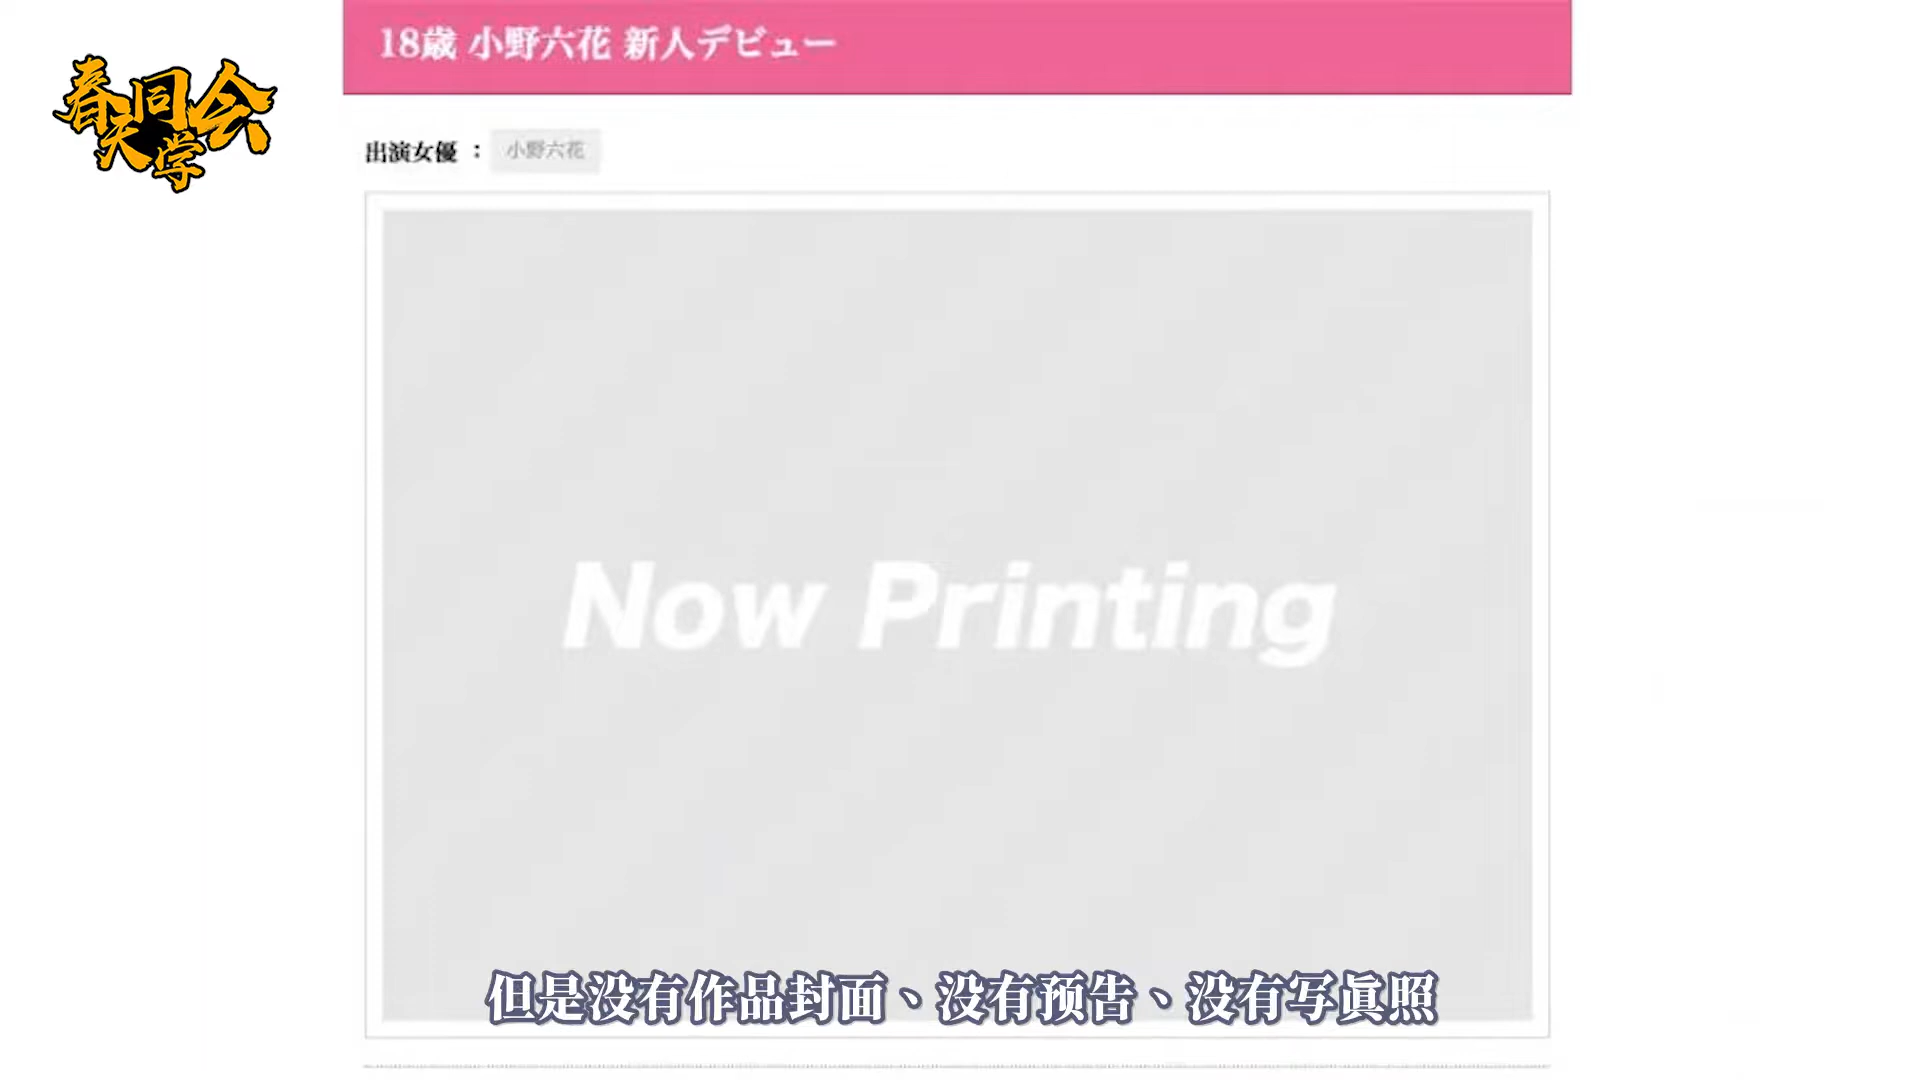 18歳 小野六花 新人デビュー
春天同学会
出演女優 : 小野六花
Now Printing
但是没有作品封面、没有预告、没有写眞照